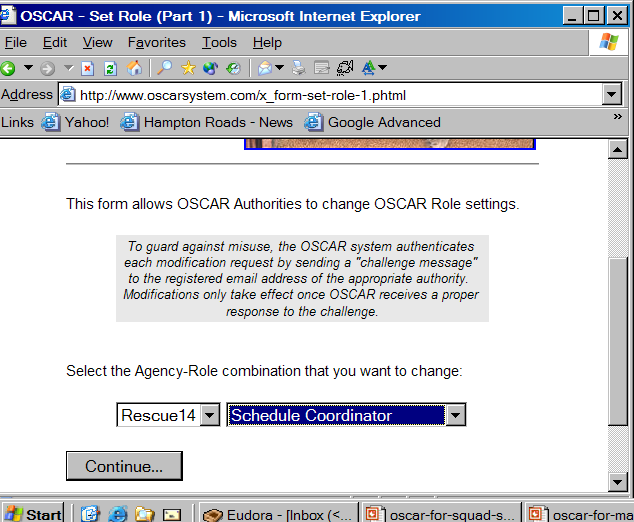 OSCAR - Set Role (Part 1) - Microsoft Internet Explorer
File Edit View Favorites Tools Help
Address http://www.oscarsystem.com/x_form-set-role-1.phtml
Links Yahoo! Hampton Roads - News Google Advanced »
This form allows OSCAR Authorities to change OSCAR Role settings.
To guard against misuse, the OSCAR system authenticates
each modification request by sending a "challenge message"
to the registered email address of the appropriate authority.
Modifications only take effect once OSCAR receives a proper
response to the challenge.
Select the Agency-Role combination that you want to change:
Rescue14 Schedule Coordinator
Continue...
Start Eudora - [Inbox (<... oscar-for-squad-s... oscar-for-ma